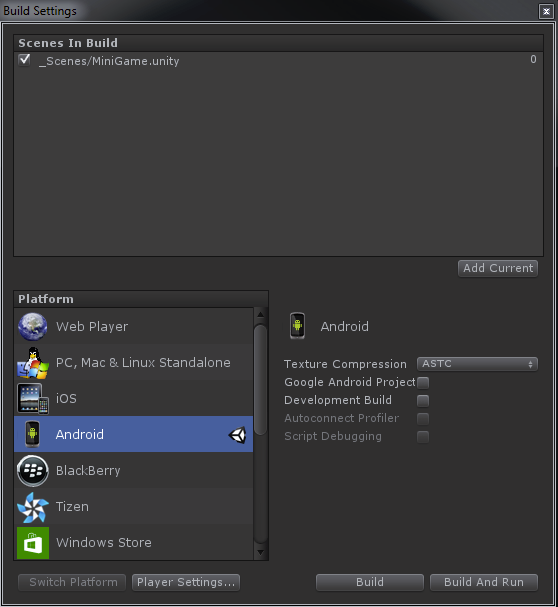 Build Settings
Scenes In Build
_Scenes/MiniGame.unity 0
Add Current
Platform
Web Player
PC, Mac & Linux Standalone
iOS
Android
BlackBerry
Tizen
Windows Store
Android
Texture Compression ASTC
Google Android Project
Development Build
Autoconnect Profiler
Script Debugging
Switch Platform Player Settings... Build Build And Run